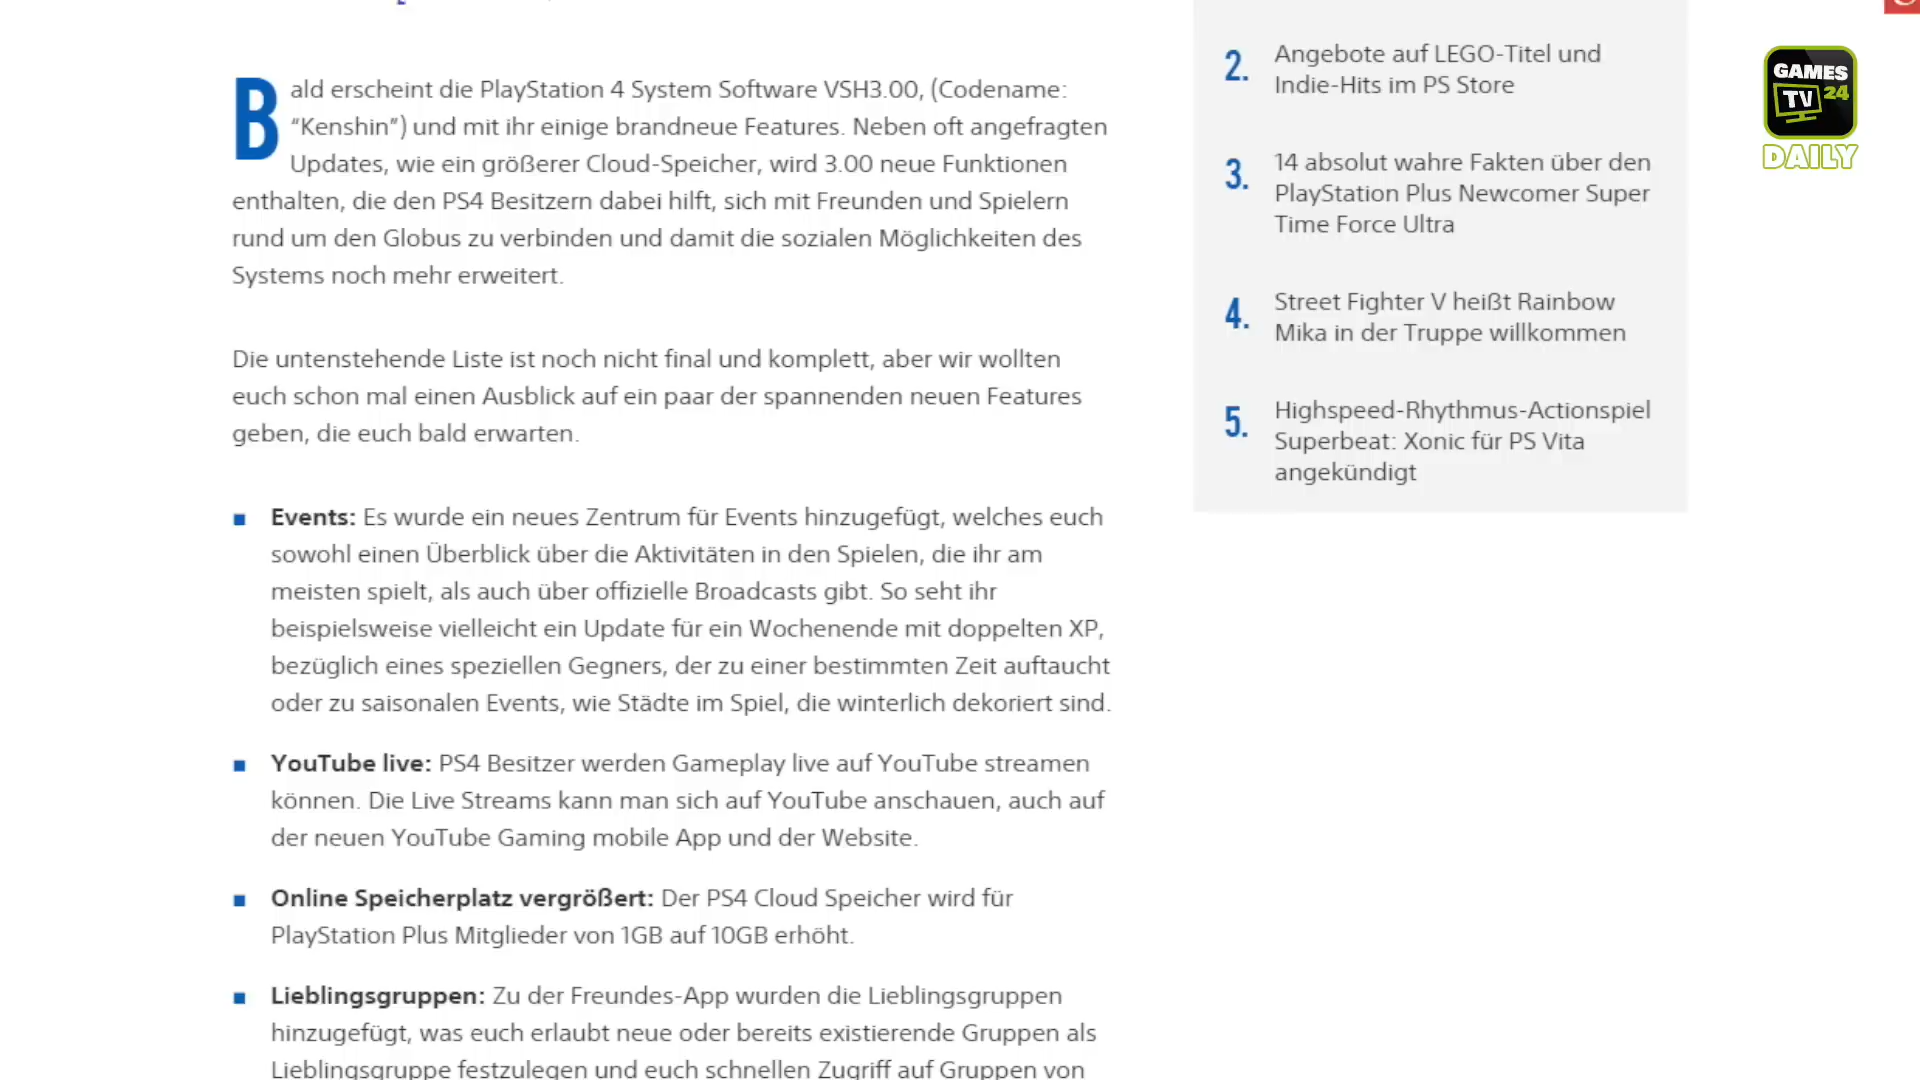 Bald erscheint die PlayStation 4 System Software VSH3.00, (Codename:
“Kenshin”) und mit ihr einige brandneue Features. Neben oft angefragten
Updates, wie ein größerer Cloud-Speicher, wird 3.00 neue Funktionen
enthalten, die den PS4 Besitzern dabei hilft, sich mit Freunden und Spielern
rund um den Globus zu verbinden und damit die sozialen Möglichkeiten des
Systems noch mehr erweitert.
Die untenstehende Liste ist noch nicht final und komplett, aber wir wollten
euch schon mal einen Ausblick auf ein paar der spannenden neuen Features
geben, die euch bald erwarten.
Events: Es wurde ein neues Zentrum für Events hinzugefügt, welches euch
sowohl einen Überblick über die Aktivitäten in den Spielen, die ihr am
meisten spielt, als auch über offizielle Broadcasts gibt. So seht ihr
beispielsweise vielleicht ein Update für ein Wochenende mit doppelten XP,
bezüglich eines speziellen Gegners, der zu einer bestimmten Zeit auftaucht
oder zu saisonalen Events, wie Städte im Spiel, die winterlich dekoriert sind.
YouTube live: PS4 Besitzer werden Gameplay live auf YouTube streamen
können. Die Live Streams kann man sich auf YouTube anschauen, auch auf
der neuen YouTube Gaming mobile App und der Website.
Online Speicherplatz vergrößert: Der PS4 Cloud Speicher wird für
PlayStation Plus Mitglieder von 1GB auf 10GB erhöht.
Lieblingsgruppen: Zu der Freundes-App wurden die Lieblingsgruppen
hinzugefügt, was euch erlaubt neue oder bereits existierende Gruppen als
Lieblingsgruppe festzulegen und euch schnellen Zugriff auf Gruppen von
2. Angebote auf LEGO-Titel und
Indie-Hits im PS Store
3. 14 absolut wahre Fakten über den
PlayStation Plus Newcomer Super
Time Force Ultra
4. Street Fighter V heißt Rainbow
Mika in der Truppe willkommen
5. Highspeed-Rhythmus-Actionspiel
Superbeat: Xonic für PS Vita
angekündigt
GAMES
TV 24
DAILY